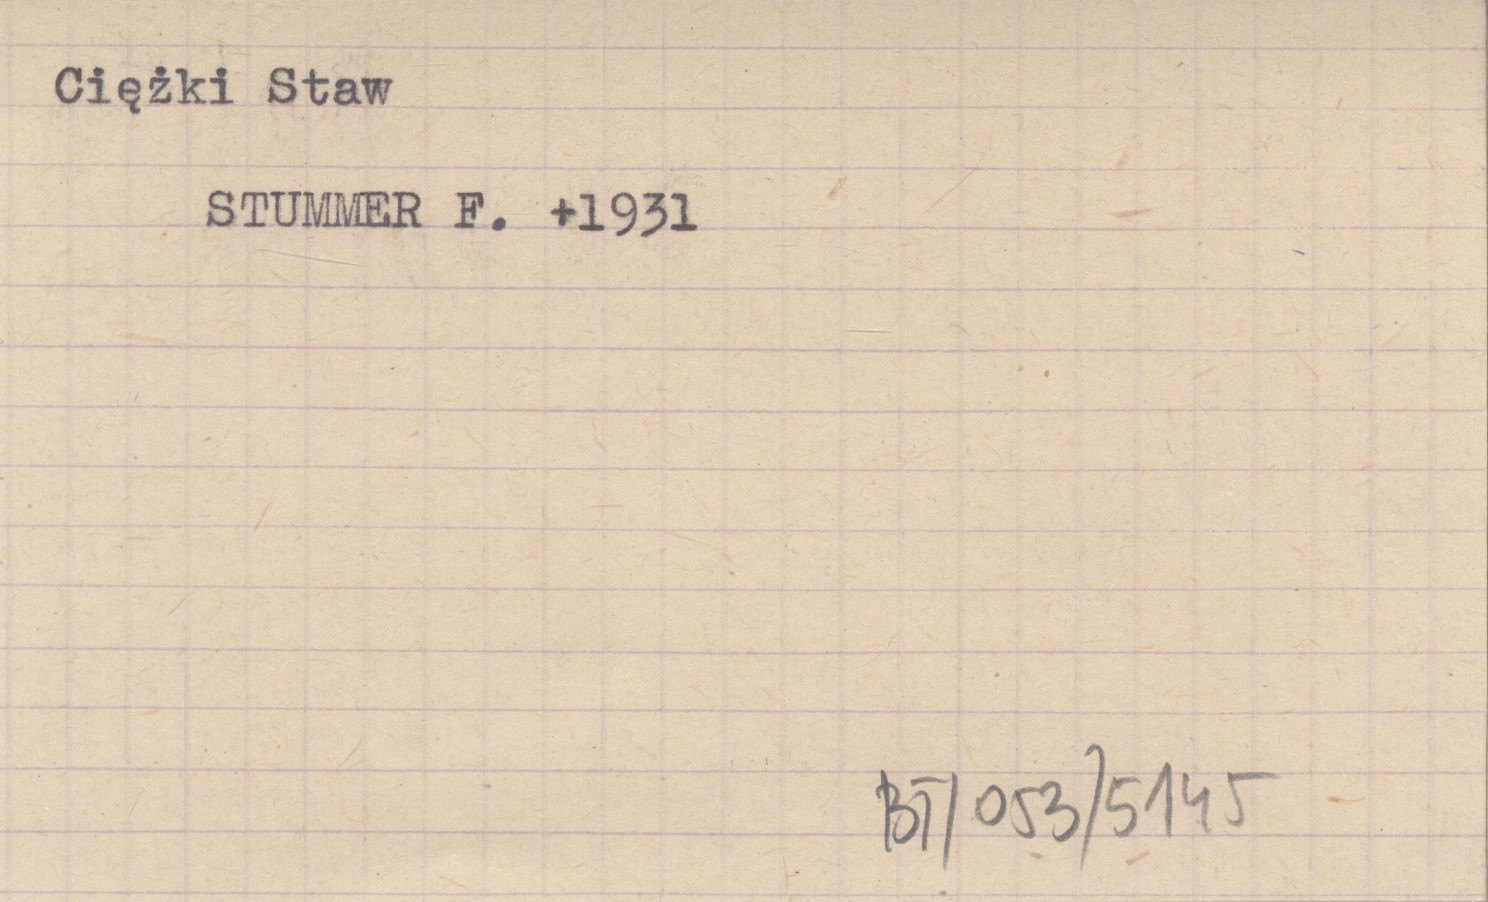 Ciężki Staw
STUMMER F. +1931
BT/053/5145